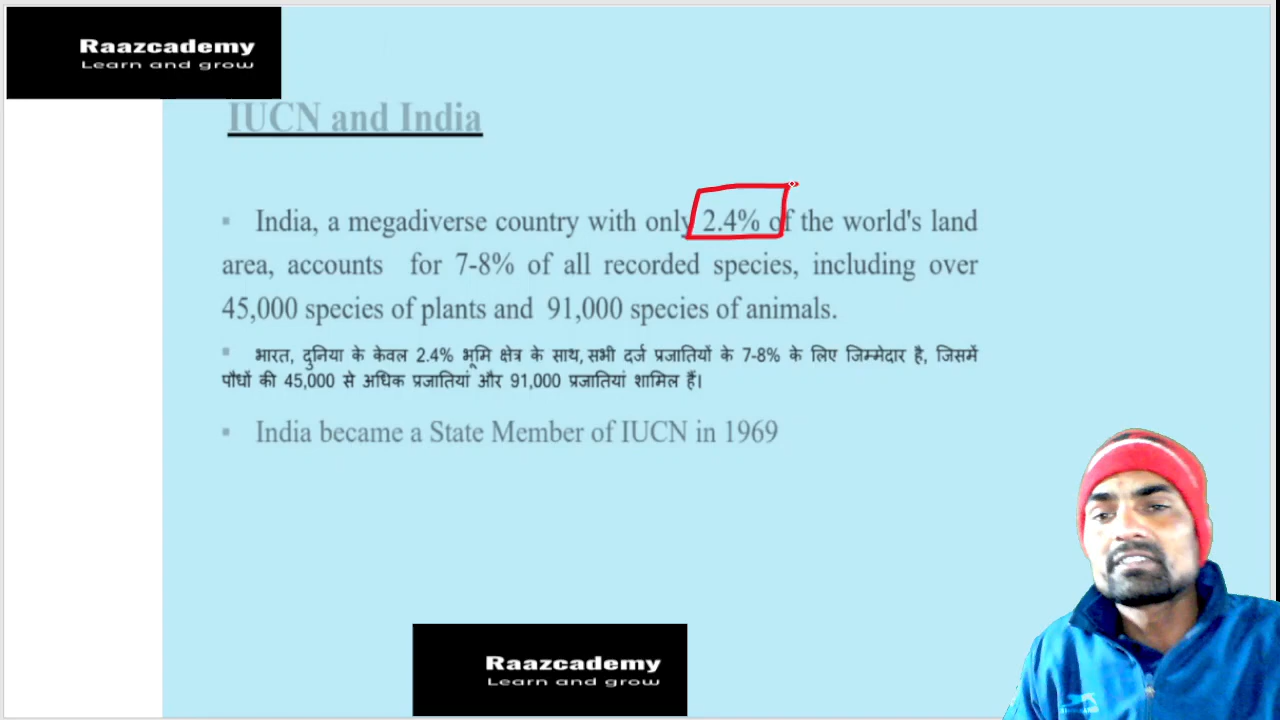 Raazcademy
Learn and grow
IUCN and India
▪ India, a megadiverse country with only 2.4% of the world's land
area, accounts for 7-8% of all recorded species, including over
45,000 species of plants and 91,000 species of animals.
▪ भारत, दुनिया के केवल 2.4% भूमि क्षेत्र के साथ, सभी दर्ज प्रजातियों के 7-8% के लिए जिम्मेदार है, जिसमें
पौधों की 45,000 से अधिक प्रजातियां और 91,000 प्रजातियां शामिल हैं।
▪ India became a State Member of IUCN in 1969
Raazcademy
Learn and grow